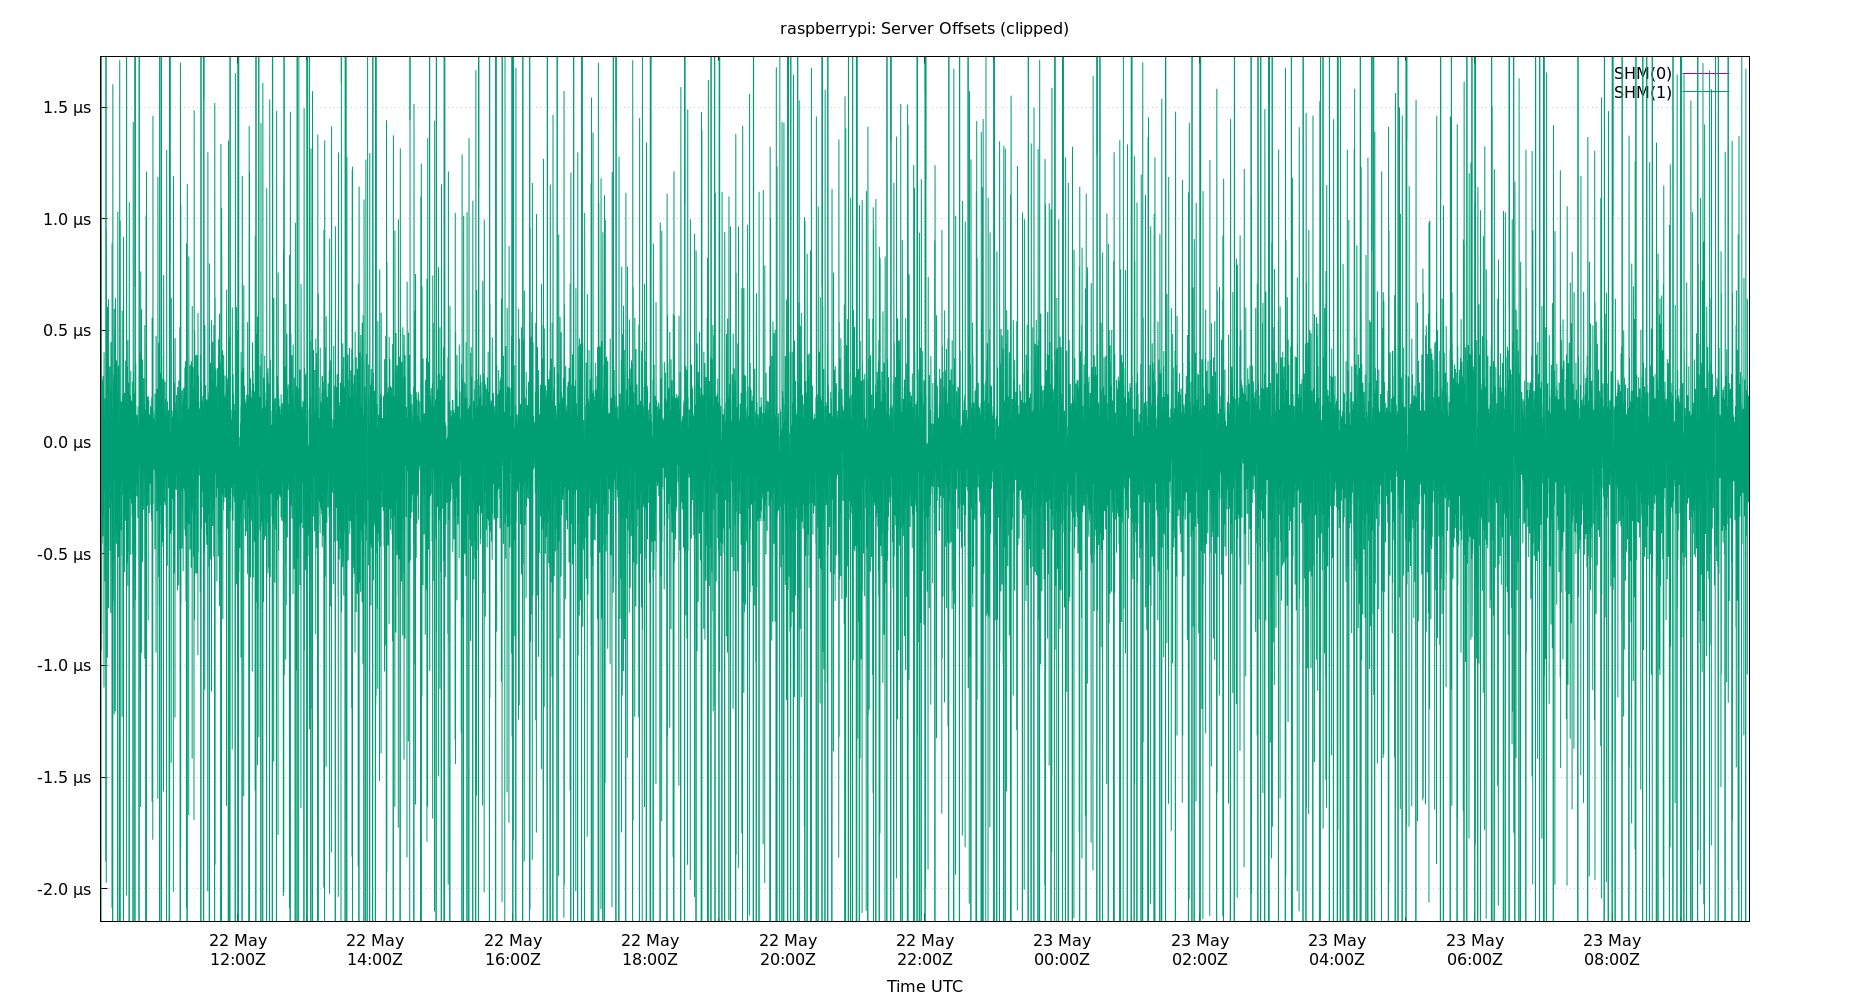 raspberrypi: Server Offsets (clipped)
SHM(0)
SHM(1)
1.5 µs
1.0 µs
0.5 µs
0.0 µs
-0.5 µs
-1.0 µs
-1.5 µs
-2.0 µs
22 May 22 May 22 May 22 May 22 May 22 May 23 May 23 May 23 May 23 May 23 May
12:00Z 14:00Z 16:00Z 18:00Z 20:00Z 22:00Z 00:00Z 02:00Z 04:00Z 06:00Z 08:00Z
Time UTC